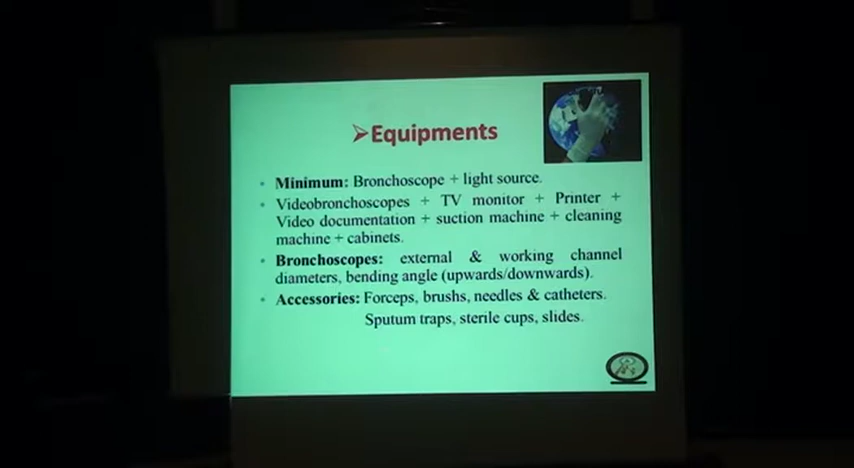 ➢Equipments
• Minimum: Bronchoscope + light source.
• Videobronchoscopes + TV monitor + Printer +
Video documentation + suction machine + cleaning
machine + cabinets.
• Bronchoscopes: external & working channel
diameters, bending angle (upwards/downwards).
• Accessories: Forceps, brushs, needles & catheters.
Sputum traps, sterile cups, slides.